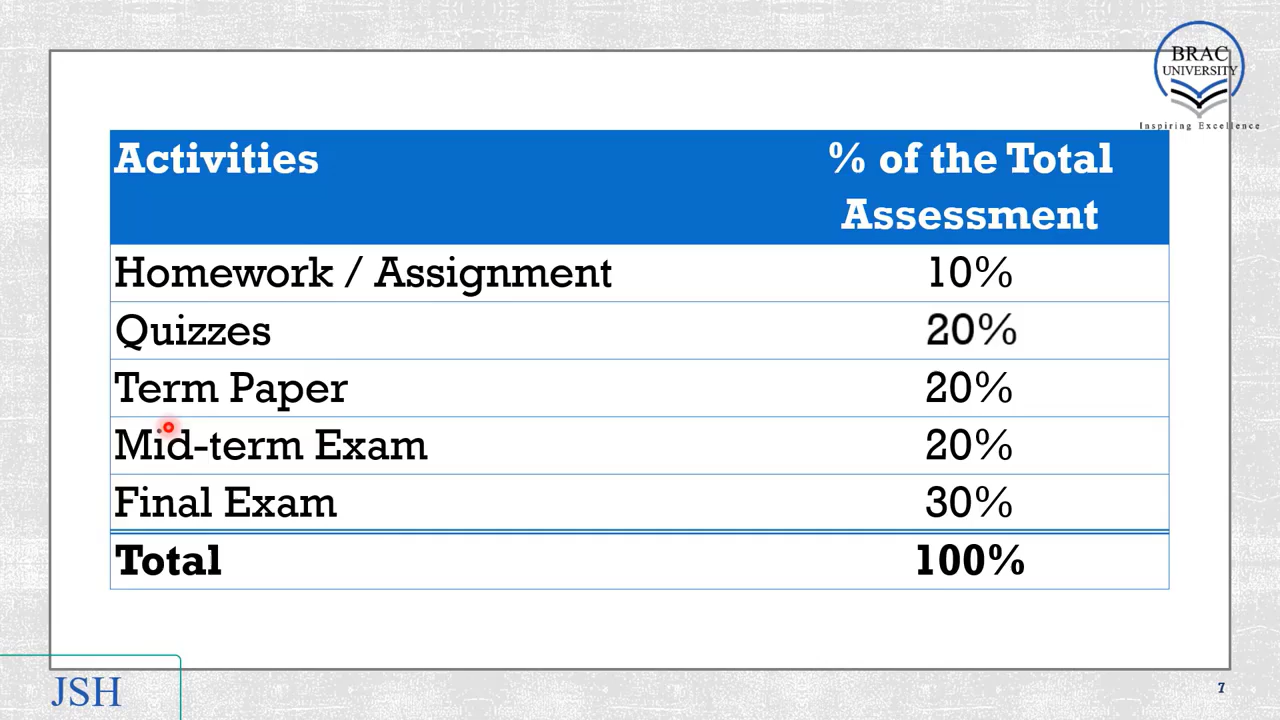 BRAC
UNIVERSITY
Inspiring Excellence
Activities % of the Total
Assessment
Homework / Assignment 10%
Quizzes 20%
Term Paper 20%
Mid-term Exam 20%
Final Exam 30%
Total 100%
JSH 7